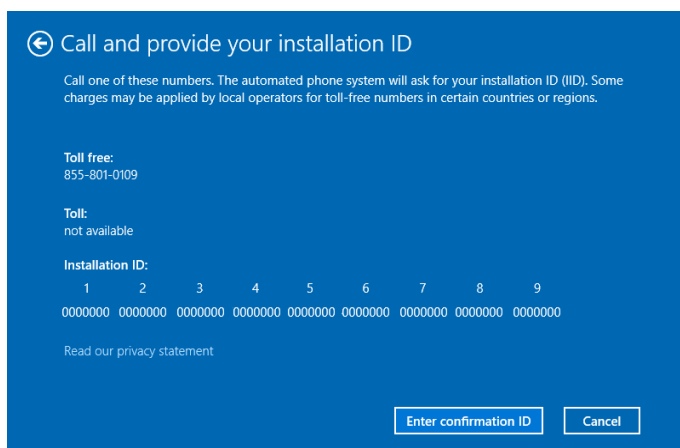 Call and provide your installation ID
Call one of these numbers. The automated phone system will ask for your installation ID (IID). Some
charges may be applied by local operators for toll-free numbers in certain countries or regions.
Toll free:
855-801-0109
Toll:
not available
Installation ID:
1 2 3 4 5 6 7 8 9
0000000 0000000 0000000 0000000 0000000 0000000 0000000 0000000 0000000
Read our privacy statement
Enter confirmation ID Cancel